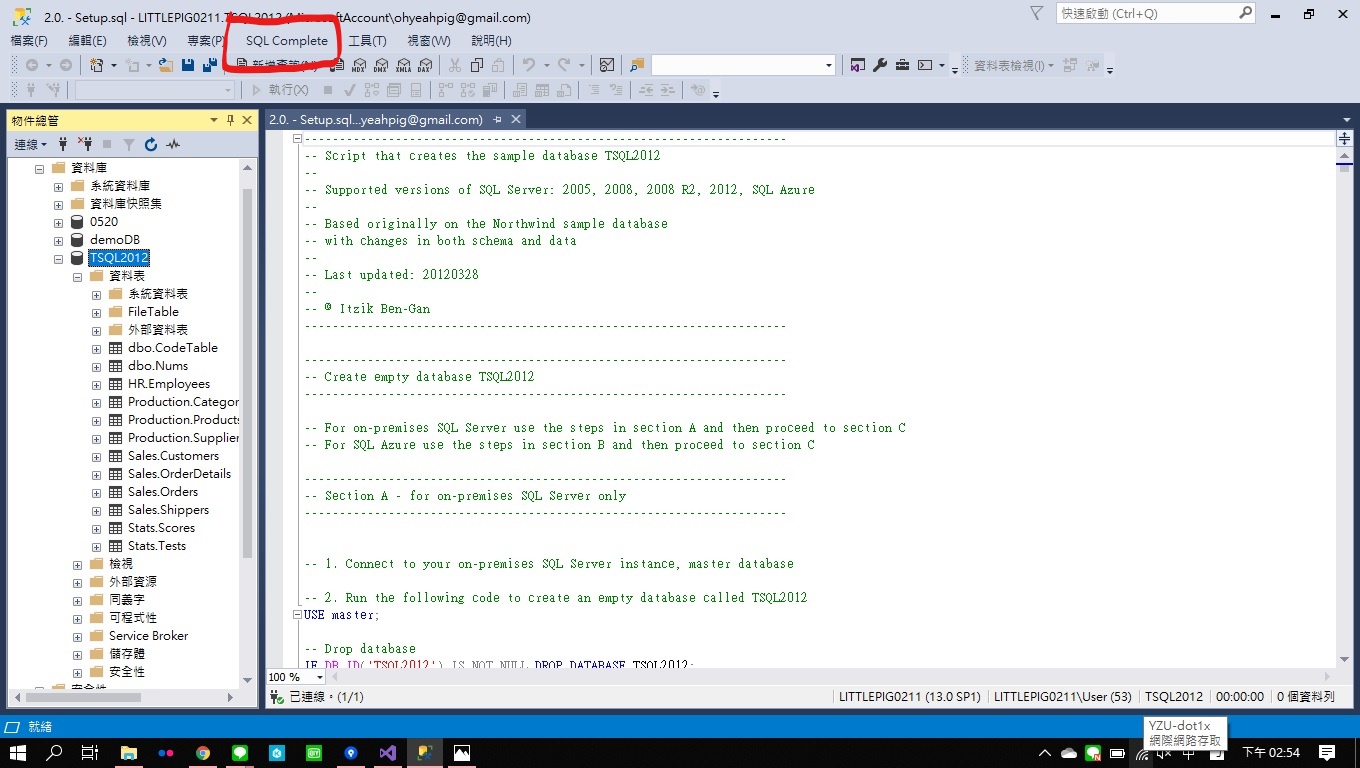 2.0. - Setup.sql - LITTLEPIG0211.TSQL2012 (MicrosoftAccount\ohyeahpig@gmail.com)
快速啟動 (Ctrl+Q)
檔案(F) 編輯(E) 檢視(V) 專案(P) SQL Complete 工具(T) 視窗(W) 說明(H)
新增查詢(N) MDX DMX XMLA DAX 資料表檢視(I)
執行(X)
物件總管
2.0. - Setup.sql...yeahpig@gmail.com)
連線
資料庫
系統資料庫
資料庫快照集
0520
demoDB
TSQL2012
資料表
系統資料表
FileTable
外部資料表
dbo.CodeTable
dbo.Nums
HR.Employees
Production.Categor
Production.Products
Production.Supplier
Sales.Customers
Sales.OrderDetails
Sales.Orders
Sales.Shippers
Stats.Scores
Stats.Tests
檢視
外部資源
同義字
可程式性
Service Broker
儲存體
安全性
安全性
---------------------------------------------------------------------
-- Script that creates the sample database TSQL2012
--
-- Supported versions of SQL Server: 2005, 2008, 2008 R2, 2012, SQL Azure
--
-- Based originally on the Northwind sample database
-- with changes in both schema and data
--
-- Last updated: 20120328
--
-- @ Itzik Ben-Gan
---------------------------------------------------------------------
---------------------------------------------------------------------
-- Create empty database TSQL2012
---------------------------------------------------------------------
-- For on-premises SQL Server use the steps in section A and then proceed to section C
-- For SQL Azure use the steps in section B and then proceed to section C
---------------------------------------------------------------------
-- Section A - for on-premises SQL Server only
---------------------------------------------------------------------
-- 1. Connect to your on-premises SQL Server instance, master database
-- 2. Run the following code to create an empty database called TSQL2012
USE master;
-- Drop database
IF DB_ID('TSQL2012') IS NOT NULL DROP DATABASE TSQL2012;
100 %
已連線。(1/1) LITTLEPIG0211 (13.0 SP1) LITTLEPIG0211\User (53) TSQL2012 00:00:00 0 個資料列
就緒
YZU-dot1x
網際網路存取
中 下午 02:54